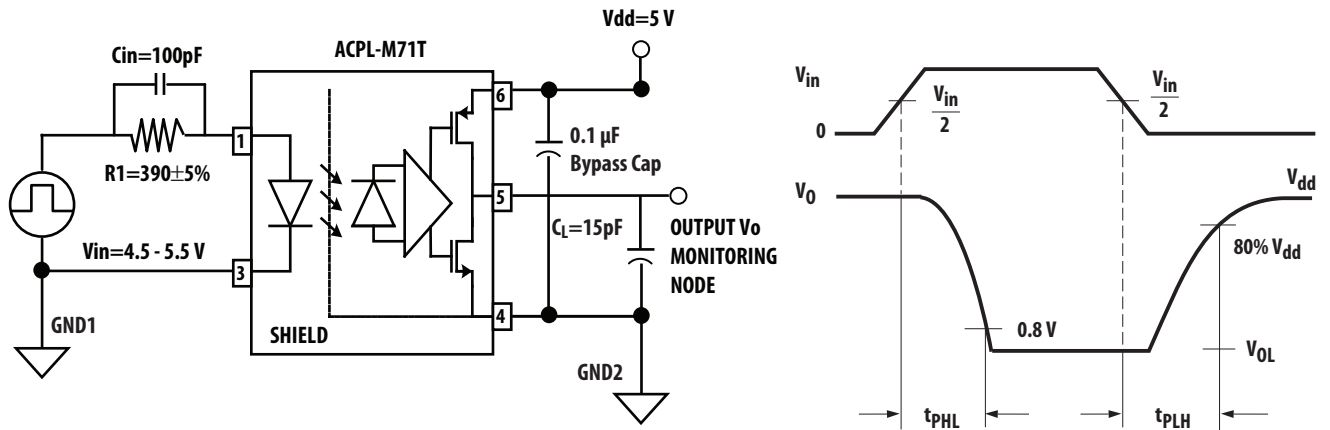 Vdd=5 V
Cin=100pF
ACPL-M71T
1
R1=390±5%
Vin=4.5 - 5.5 V
3
GND1
SHIELD
6
0.1 µF
Bypass Cap
5
CL=15pF
OUTPUT Vo
MONITORING
NODE
4
GND2
Vin
Vin
2
Vin
2
0
VO
Vdd
80% Vdd
0.8 V
VOL
tPHL
tPLH